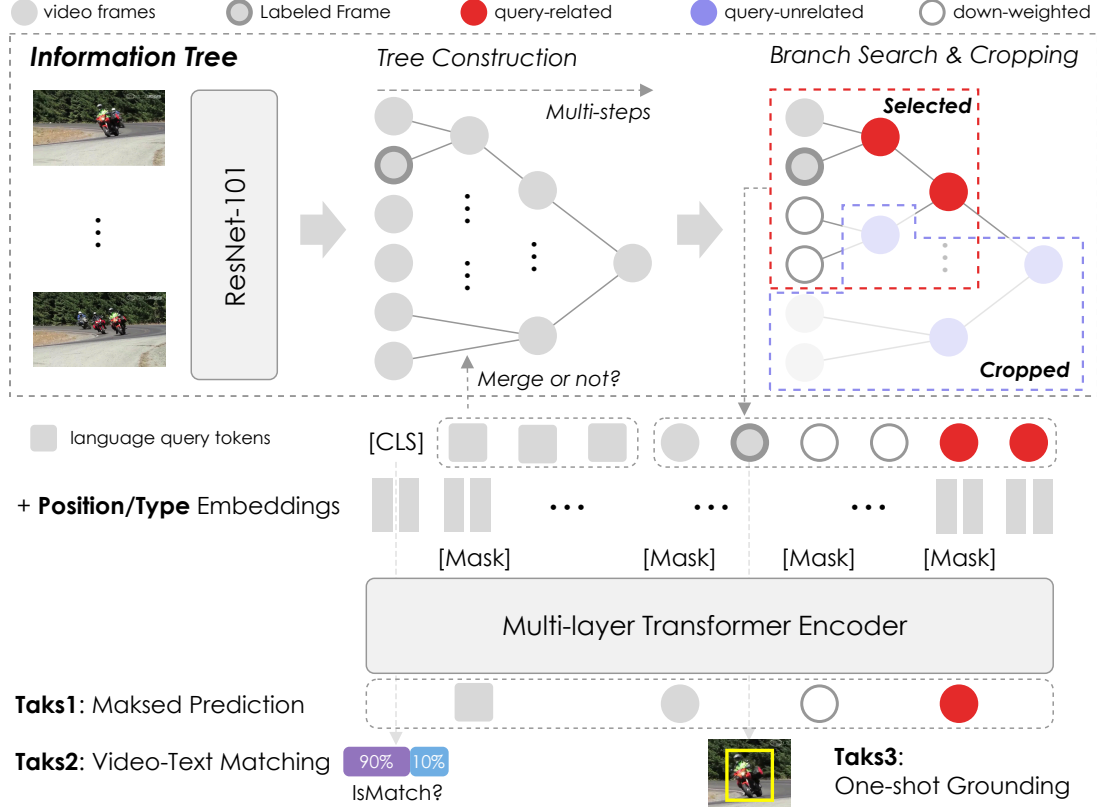 video frames
Labeled Frame
query-related
query-unrelated
down-weighted
Information Tree
Tree Construction
Branch Search & Cropping
Multi-steps
Selected
ResNet-101
Merge or not?
Cropped
language query tokens
[CLS]
+ Position/Type Embeddings
[Mask]
[Mask]
[Mask]
[Mask]
Multi-layer Transformer Encoder
Taks1: Maksed Prediction
Taks2: Video-Text Matching
90%
10%
IsMatch?
Taks3:
One-shot Grounding